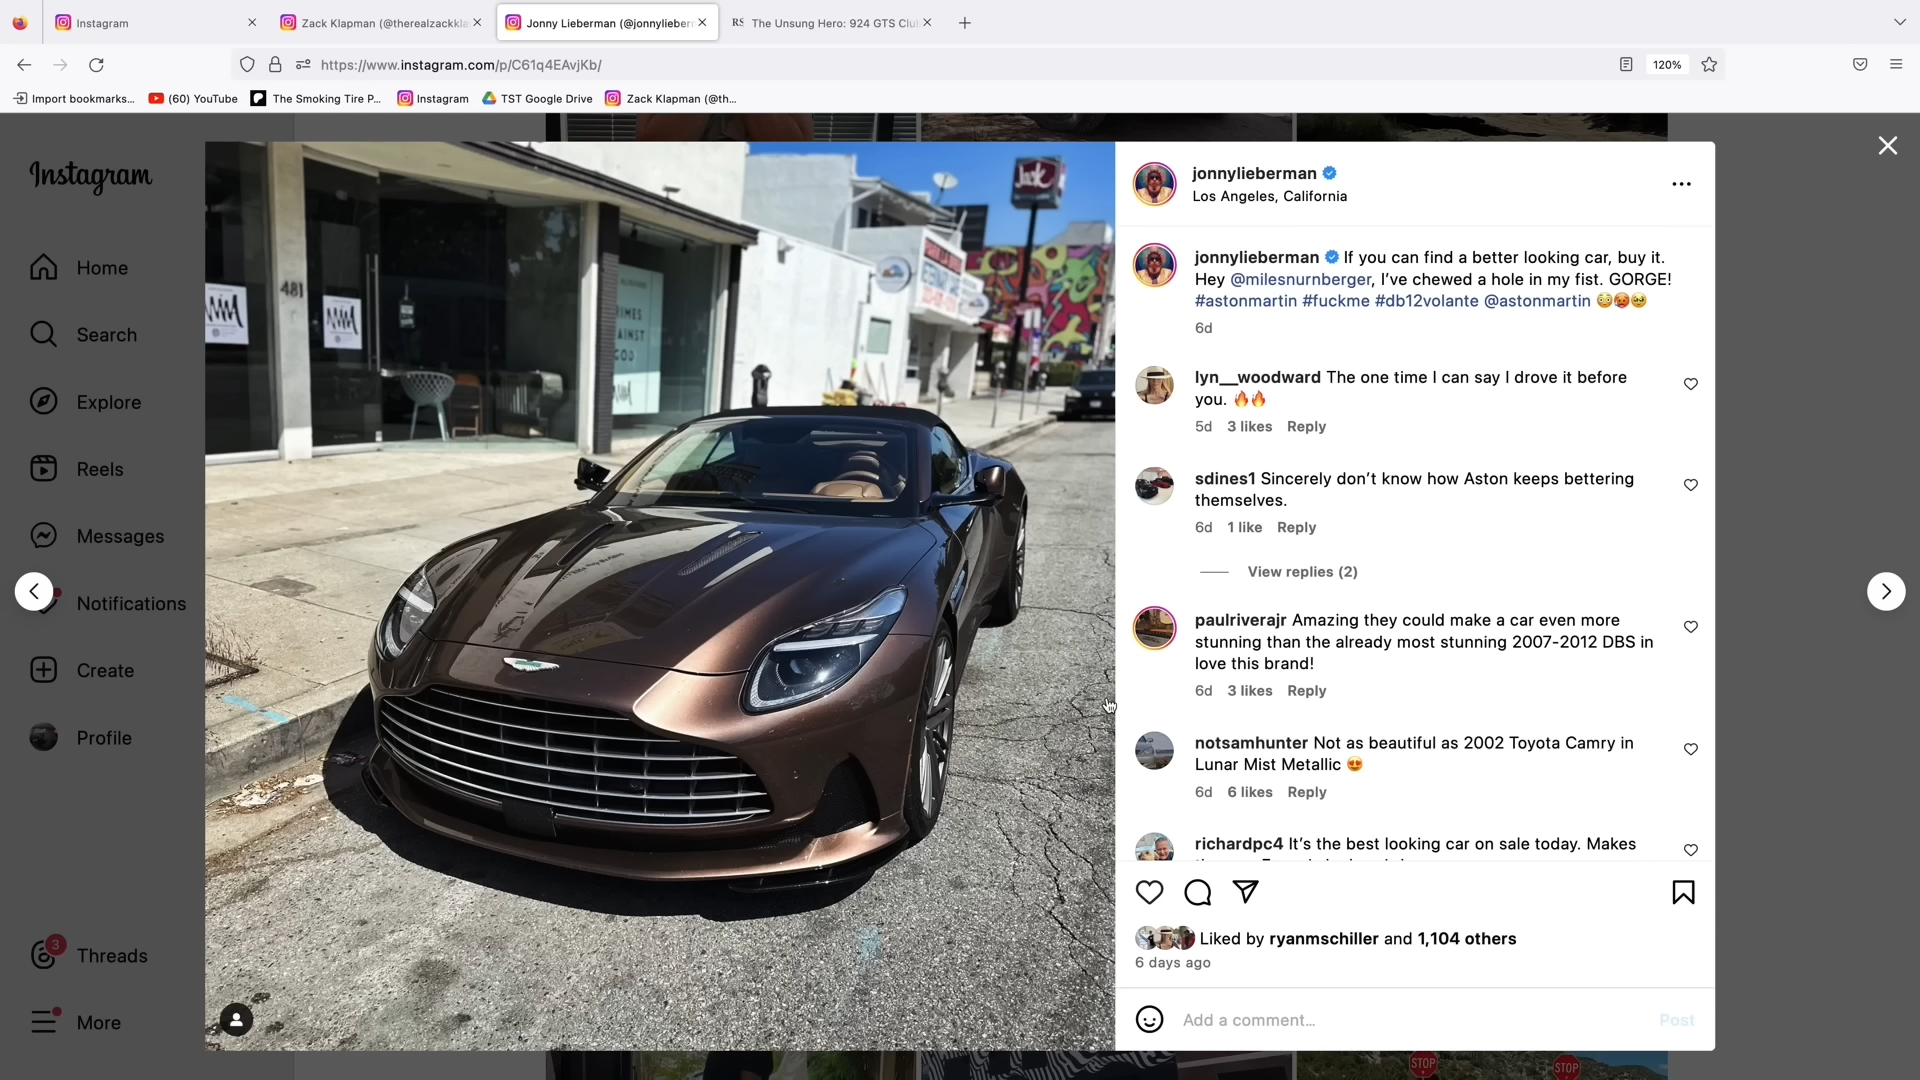 Instagram
Zack Klapman (@therealzackkla
Jonny Lieberman (@jonnylieber
RS The Unsung Hero: 924 GTS Clu
https://www.instagram.com/p/C61q4EAvjKb/
120%
Import bookmarks...
(60) YouTube
The Smoking Tire P...
Instagram
TST Google Drive
Zack Klapman (@th...
Instagram
Home
Search
Explore
Reels
Messages
Notifications
Create
Profile
3
Threads
More
481
Jack
jonnylieberman
Los Angeles, California
jonnylieberman If you can find a better looking car, buy it.
Hey @milesnurnberger, I’ve chewed a hole in my fist. GORGE!
#astonmartin #fuckme #db12volante @astonmartin 😳🥵🥹
6d
lyn__woodward The one time I can say I drove it before
you. 🔥🔥
5d 3 likes Reply
sdines1 Sincerely don’t know how Aston keeps bettering
themselves.
6d 1 like Reply
View replies (2)
paulriverajr Amazing they could make a car even more
stunning than the already most stunning 2007-2012 DBS in
love this brand!
6d 3 likes Reply
notsamhunter Not as beautiful as 2002 Toyota Camry in
Lunar Mist Metallic 😍
6d 6 likes Reply
richardpc4 It’s the best looking car on sale today. Makes
Liked by ryanmschiller and 1,104 others
6 days ago
Add a comment...
Post
STOP
STOP